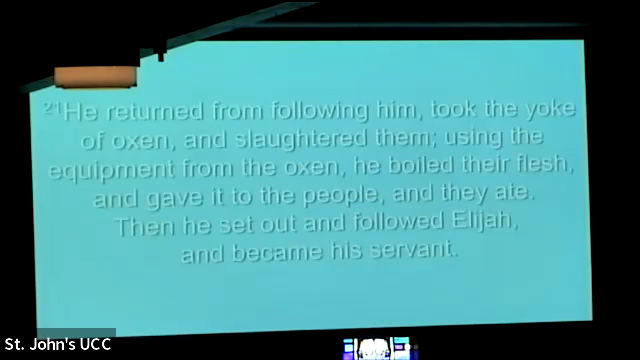 ²¹He returned from following him, took the yoke
of oxen, and slaughtered them; using the
equipment from the oxen, he boiled their flesh,
and gave it to the people, and they ate.
Then he set out and followed Elijah,
and became his servant.
St. John's UCC